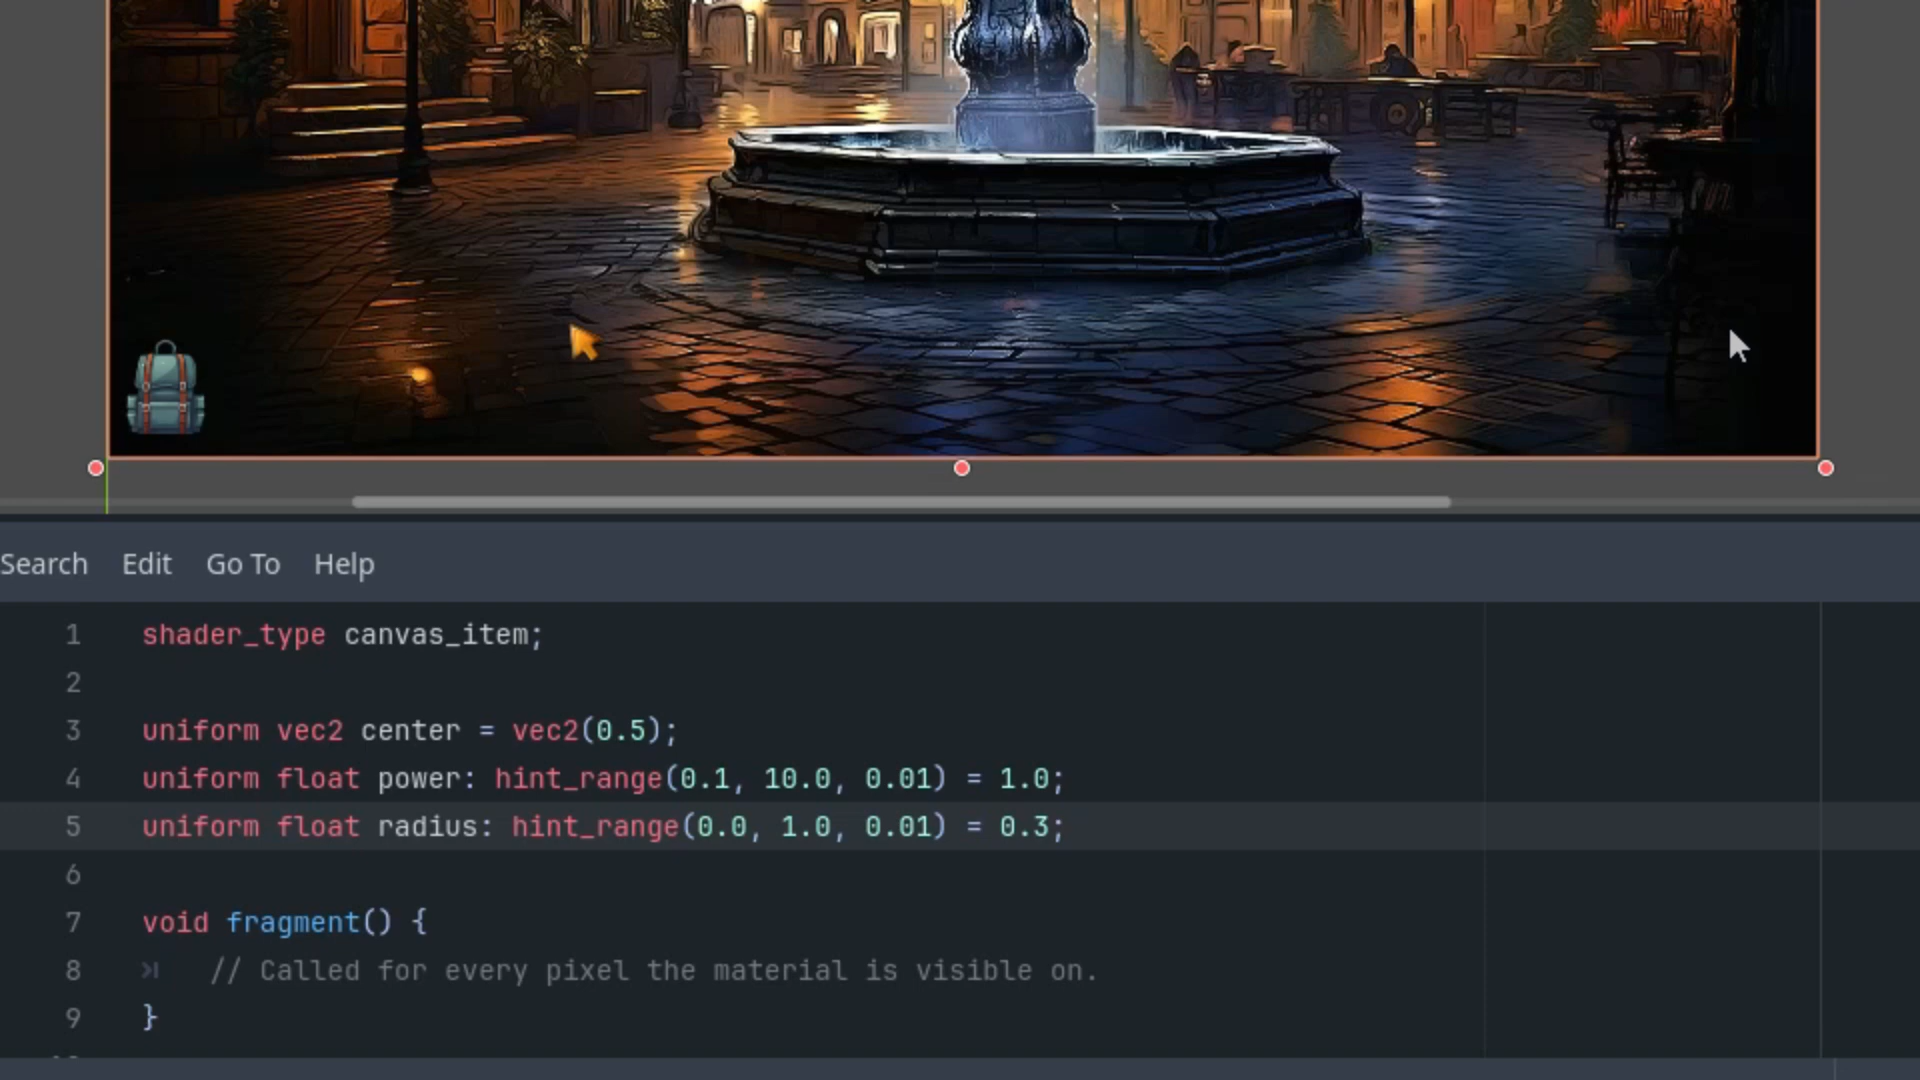 Search Edit Go To Help
1 shader_type canvas_item;
2
3 uniform vec2 center = vec2(0.5);
4 uniform float power: hint_range(0.1, 10.0, 0.01) = 1.0;
5 uniform float radius: hint_range(0.0, 1.0, 0.01) = 0.3;
6
7 void fragment() {
8 // Called for every pixel the material is visible on.
9 }